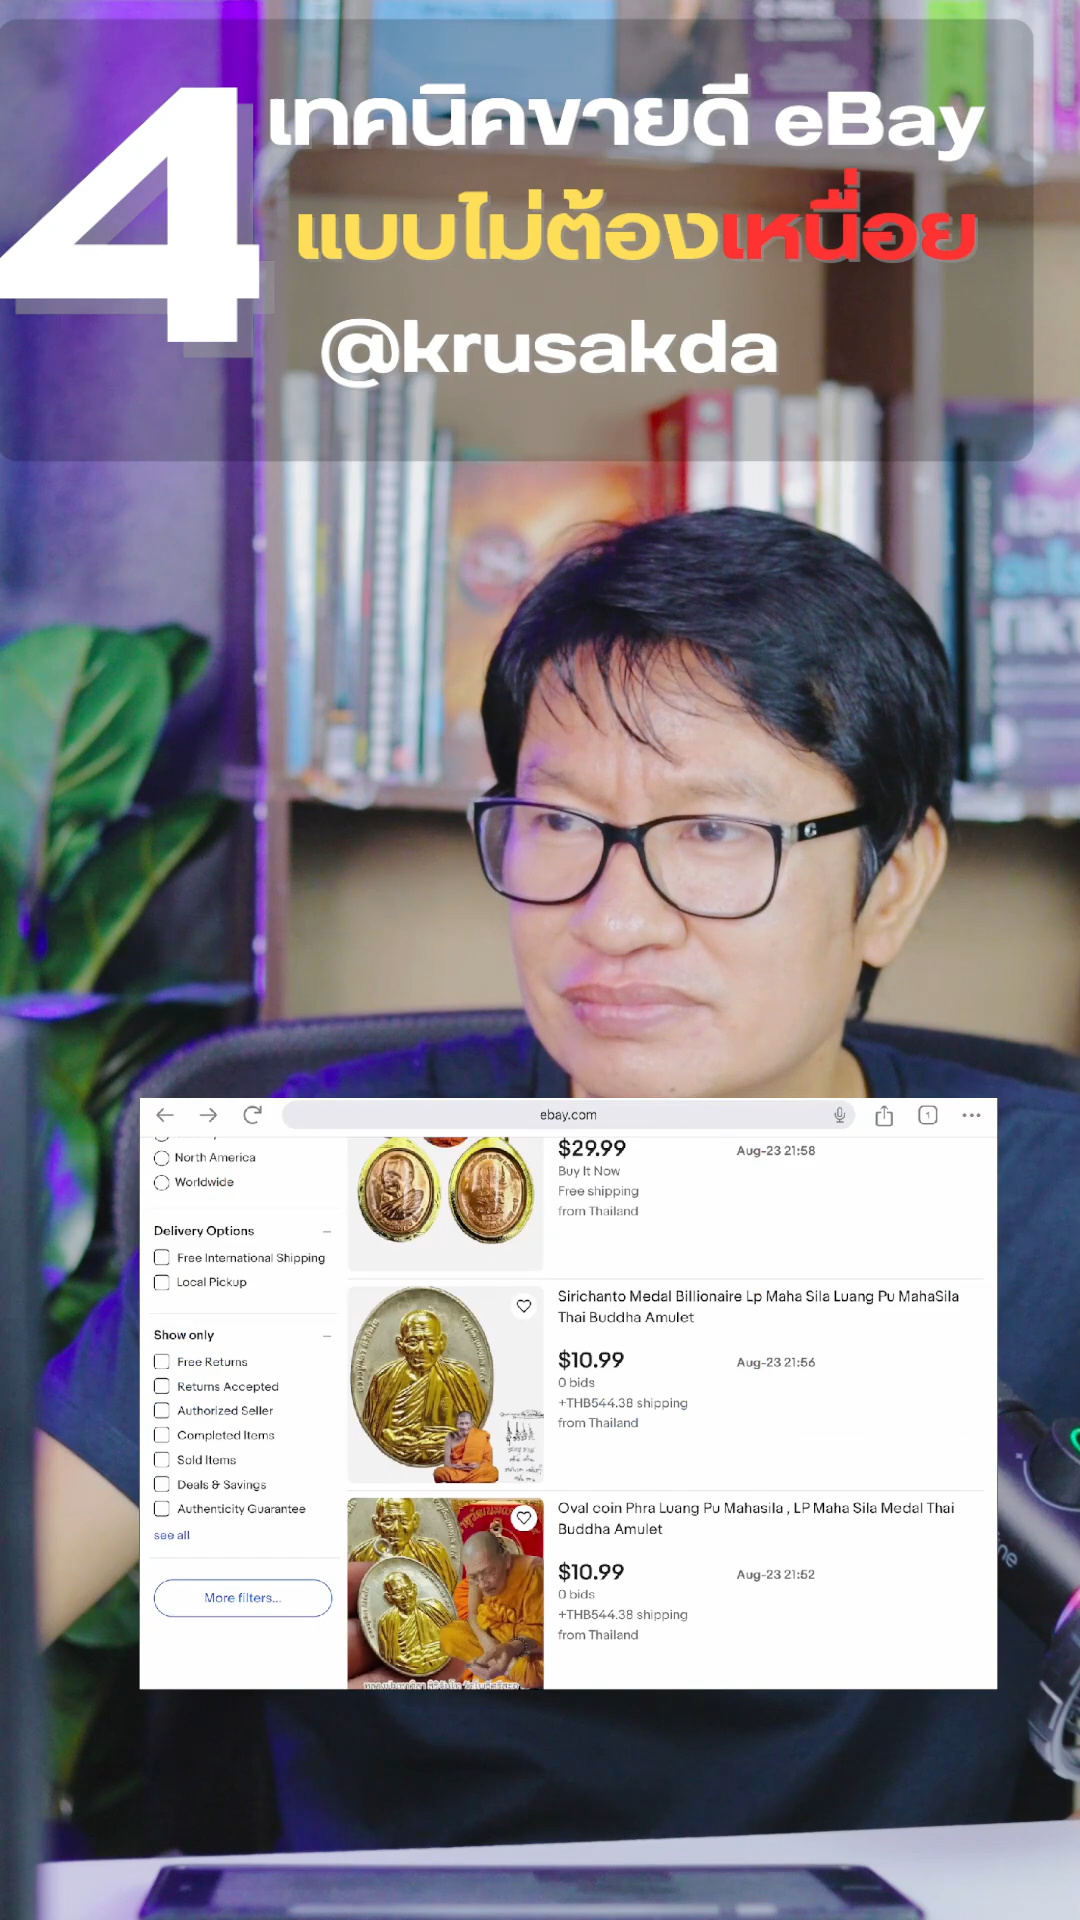 4
เทคนิคขายดี eBay
แบบไม่ต้องเหนื่อย
@krusakda
ebay.com
1
North America
Worldwide
Delivery Options
Free International Shipping
Local Pickup
Show only
Free Returns
Returns Accepted
Authorized Seller
Completed Items
Sold Items
Deals & Savings
Authenticity Guarantee
see all
More filters...
$29.99
Aug-23 21:58
Buy It Now
Free shipping
from Thailand
Sirichanto Medal Billionaire Lp Maha Sila Luang Pu MahaSila
Thai Buddha Amulet
$10.99
Aug-23 21:56
0 bids
+THB544.38 shipping
from Thailand
Oval coin Phra Luang Pu Mahasila , LP Maha Sila Medal Thai
Buddha Amulet
$10.99
Aug-23 21:52
0 bids
+THB544.38 shipping
from Thailand